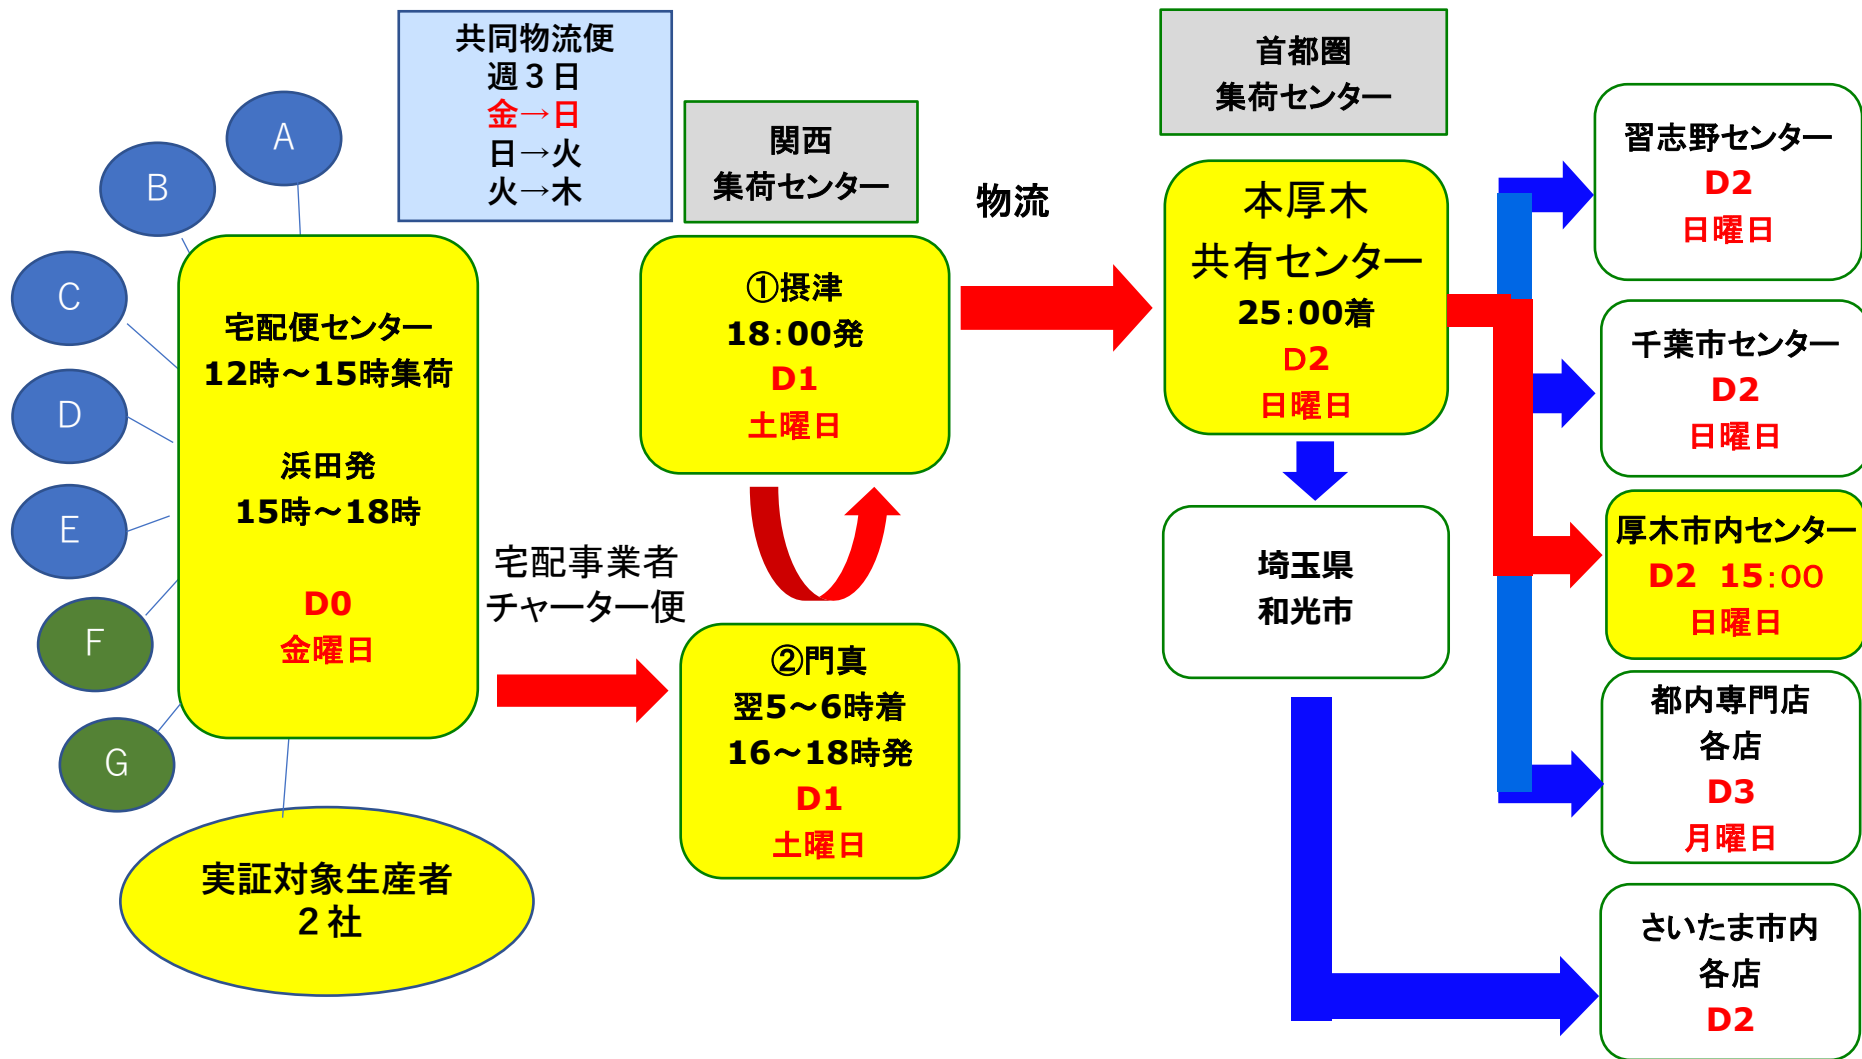 共同物流便
週３日
金→日
日→火
火→木
関西
集荷センター
首都圏
集荷センター
物流
A
B
C
D
E
F
G
宅配便センター
12時～15時集荷
浜田発
15時～18時
D0
金曜日
実証対象生産者
２社
宅配事業者
チャーター便
①摂津
18：00発
D1
土曜日
②門真
翌5～6時着
16～18時発
D1
土曜日
本厚木
共有センター
25：00着
D2
日曜日
埼玉県
和光市
習志野センター
D2
日曜日
千葉市センター
D2
日曜日
厚木市内センター
D2 15：00
日曜日
都内専門店
各店
D3
月曜日
さいたま市内
各店
D2